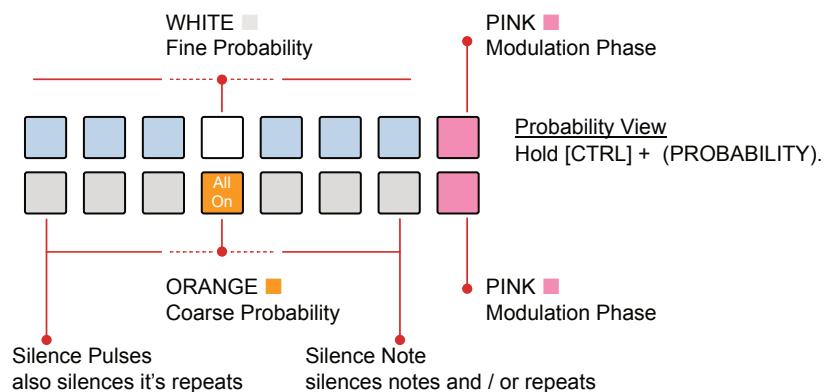 WHITE
Fine Probability
PINK
Modulation Phase
Probability View
Hold [CTRL] + (PROBABILITY).
All
On
ORANGE
Coarse Probability
PINK
Modulation Phase
Silence Pulses
also silences it's repeats
Silence Note
silences notes and / or repeats